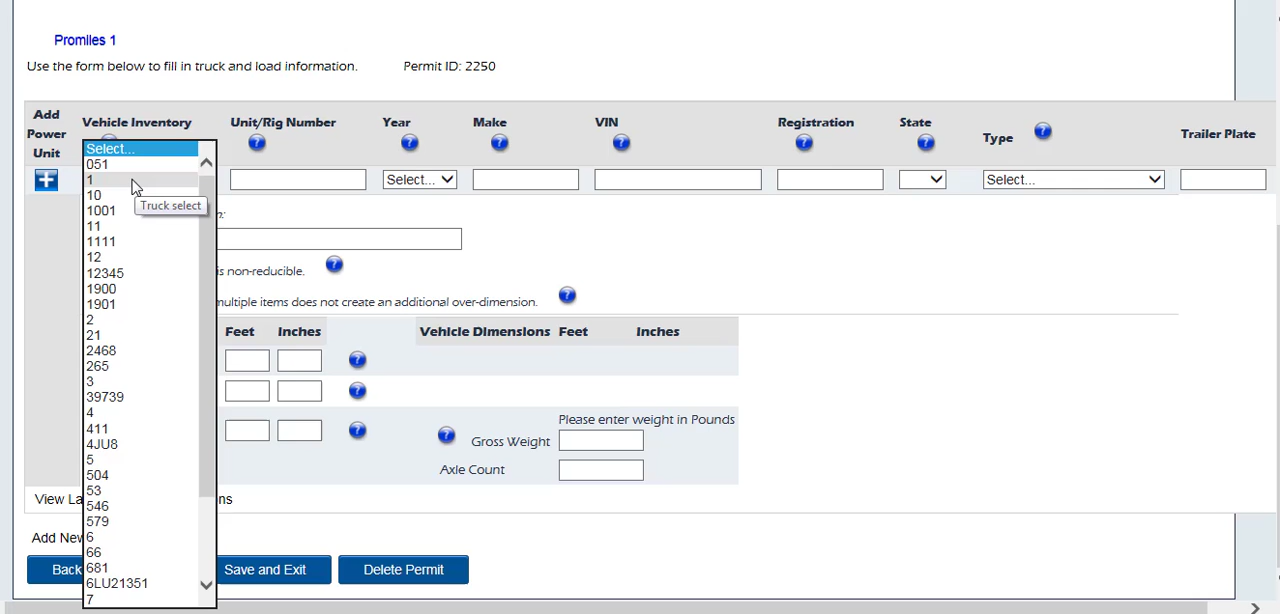 Promiles 1
Use the form below to fill in truck and load information. Permit ID: 2250
Add Power Unit
Vehicle Inventory
Unit/Rig Number
Year
Make
VIN
Registration
State
Type
Trailer Plate
Select...
051
1
10
1001
11
1111
12
12345
1900
1901
2
21
2468
265
3
39739
4
411
4JU8
5
504
53
546
579
6
66
681
6LU21351
7
Truck select
Select...
Select...
n:
is non-reducible.
multiple items does not create an additional over-dimension.
Feet Inches Vehicle Dimensions Feet Inches
Please enter weight in Pounds
Gross Weight
Axle Count
View La
ns
Add New
Back Save and Exit Delete Permit